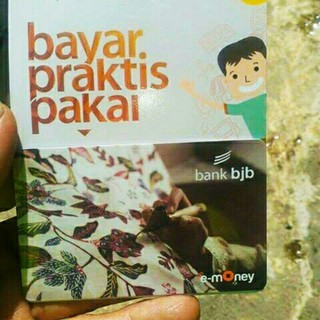 bayar
praktis
pakai
bank bjb
e-money